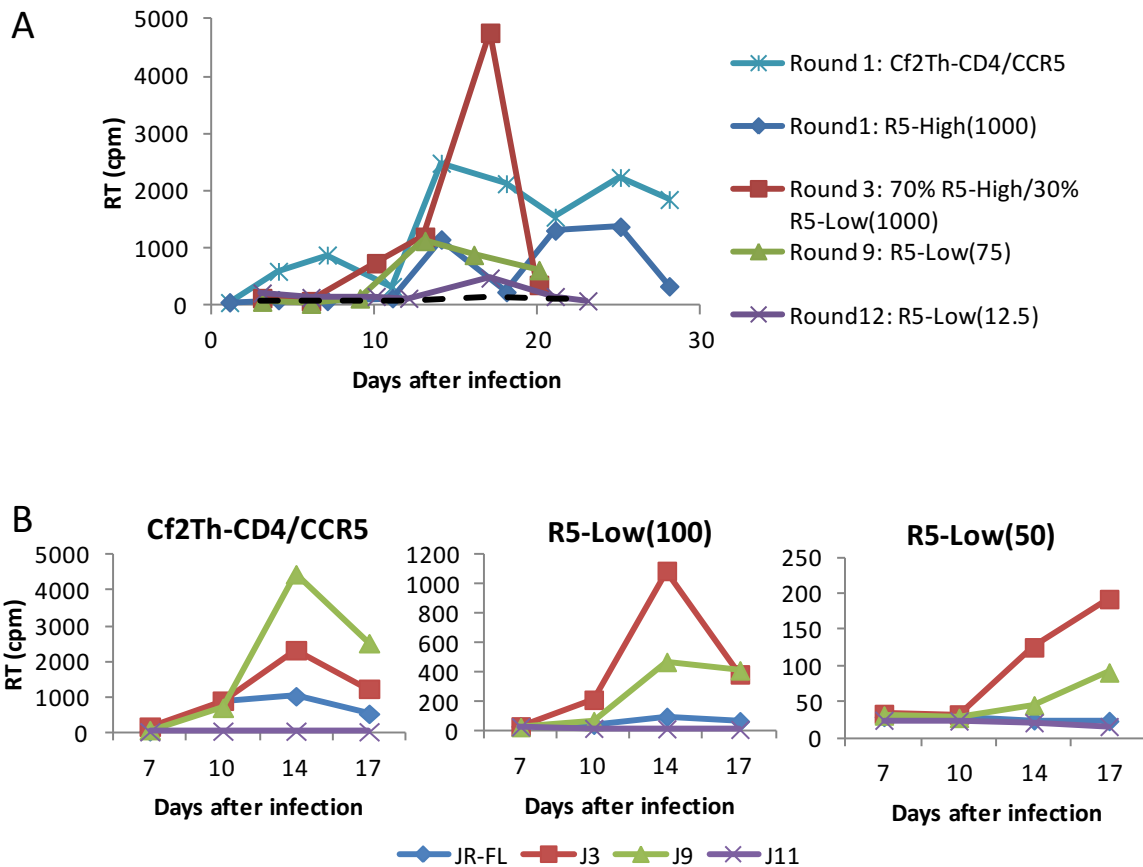 A
5000
4000
3000
2000
1000
0
RT (cpm)
0 10 20 30
Days after infection
Round 1: Cf2Th-CD4/CCR5
Round1: R5-High(1000)
Round 3: 70% R5-High/30%
R5-Low(1000)
Round 9: R5-Low(75)
Round12: R5-Low(12.5)
B
Cf2Th-CD4/CCR5
5000
4000
3000
2000
1000
0
RT (cpm)
7 10 14 17
Days after infection
R5-Low(100)
1200
1000
800
600
400
200
0
7 10 14 17
Days after infection
R5-Low(50)
250
200
150
100
50
0
7 10 14 17
Days after infection
JR-FL J3 J9 J11